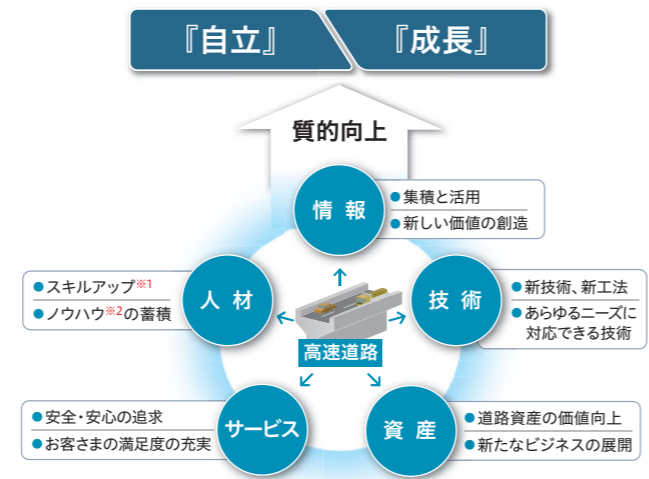 『自立』
『成長』
質的向上
情報
●集積と活用
●新しい価値の創造
人材
●スキルアップ※1
●ノウハウ※2の蓄積
技術
●新技術、新工法
●あらゆるニーズに
対応できる技術
高速道路
サービス
●安全・安心の追求
●お客さまの満足度の充実
資産
●道路資産の価値向上
●新たなビジネスの展開